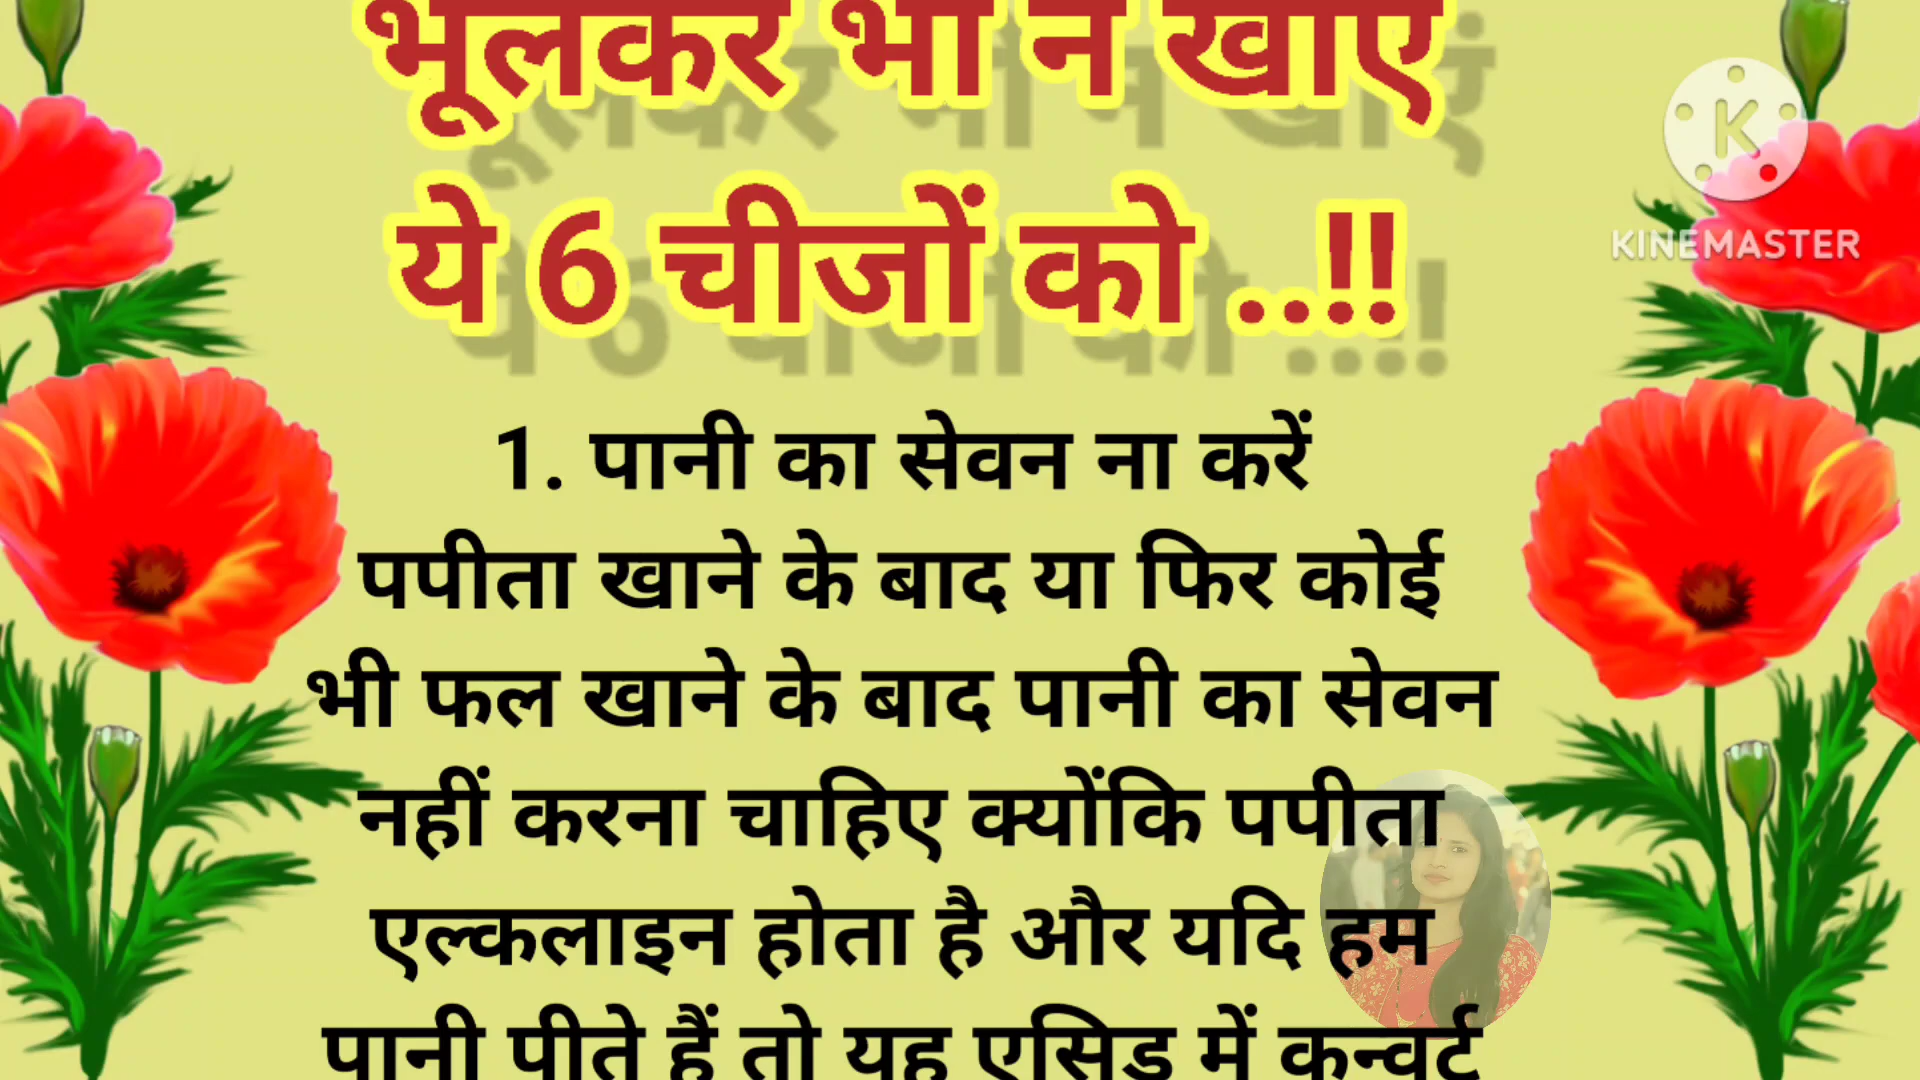 भूलकर भी न खाएं
ये 6 चीजों को ..!!
KINEMASTER
1. पानी का सेवन ना करें
पपीता खाने के बाद या फिर कोई
भी फल खाने के बाद पानी का सेवन
नहीं करना चाहिए क्योंकि पपीता
एल्कलाइन होता है और यदि हम
पानी पीते हैं तो यह एसिड में कन्वर्ट